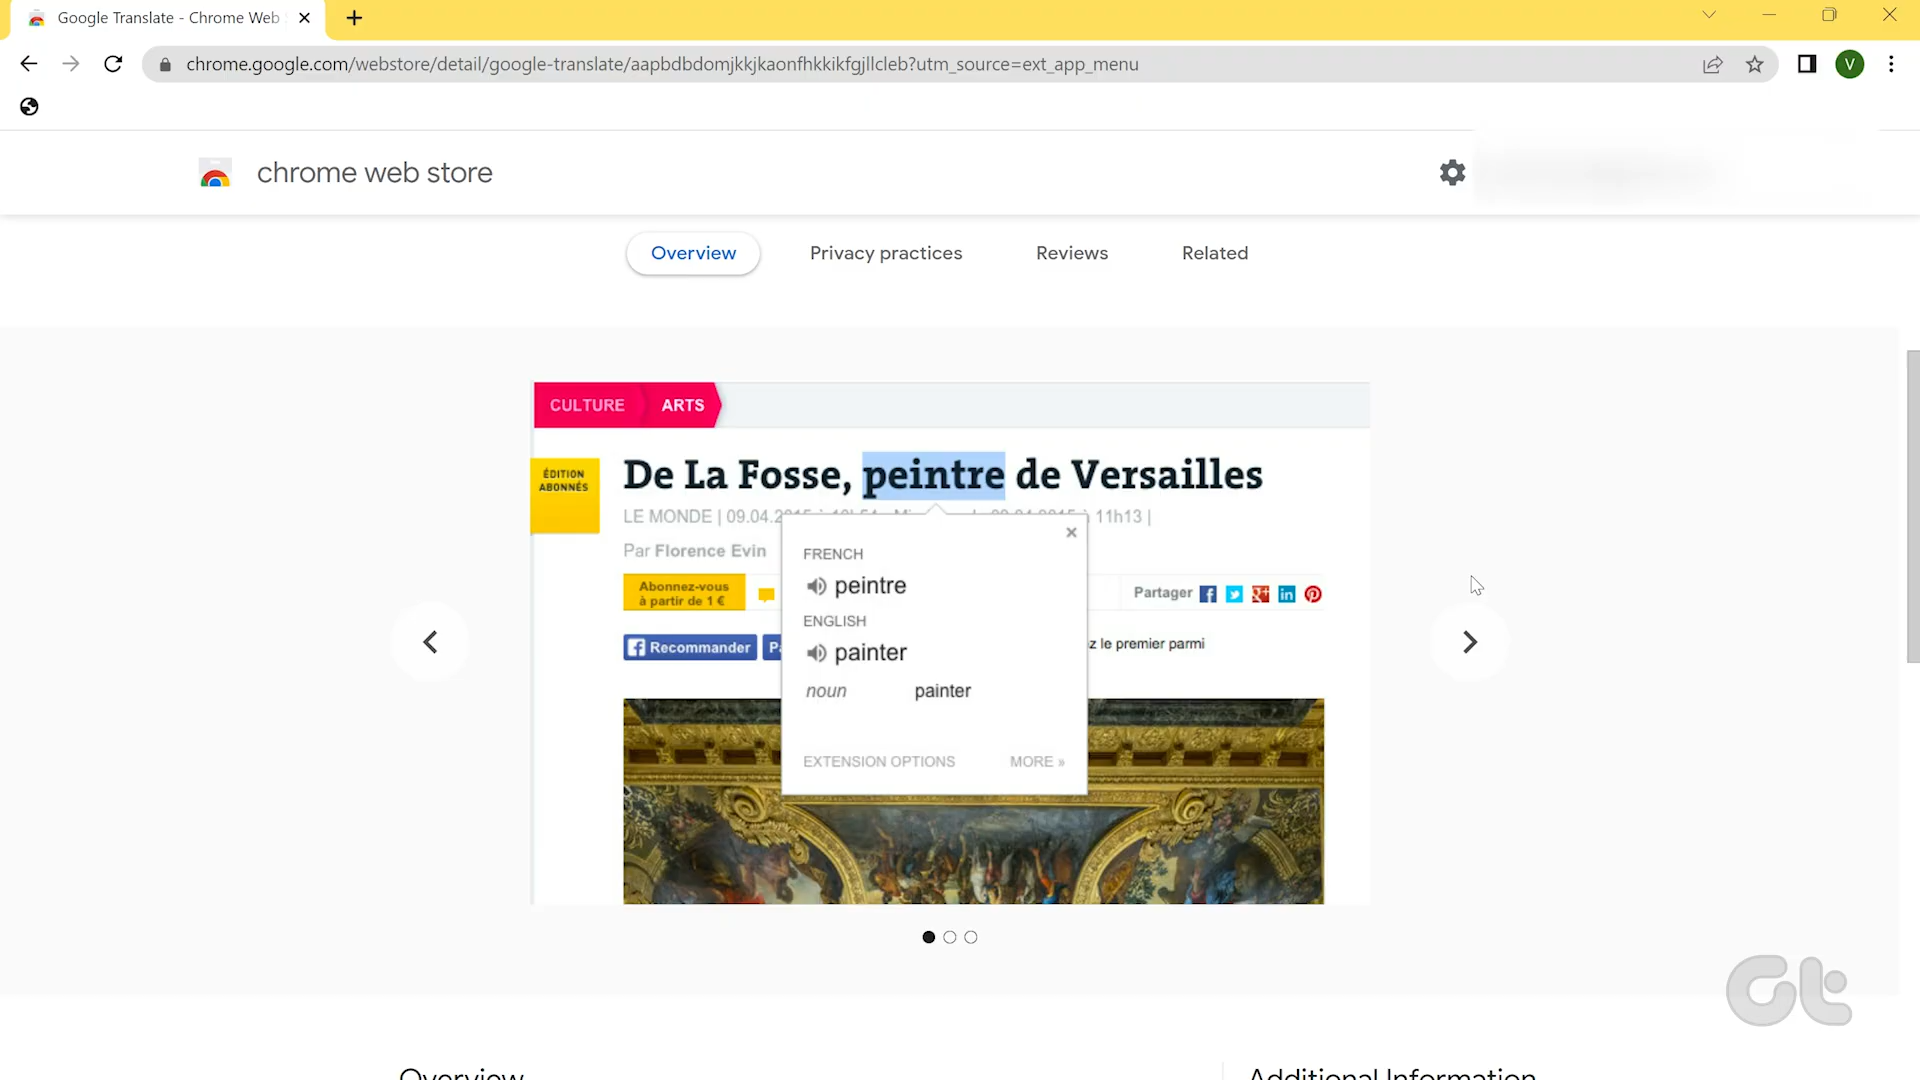 Google Translate - Chrome Web
chrome.google.com/webstore/detail/google-translate/aapbdbdomjkkjkaonfhkkikfgjllcleb?utm_source=ext_app_menu
V
chrome web store
Overview
Privacy practices
Reviews
Related
CULTURE
ARTS
ÉDITION
ABONNÉS
De La Fosse, peintre de Versailles
LE MONDE | 09.04. à 11h13 |
Par Florence Evin
Abonnez-vous
à partir de 1 €
Partager
Recommander
z le premier parmi
FRENCH
peintre
ENGLISH
painter
noun painter
EXTENSION OPTIONS
MORE »
Gt
Overview
Additional Information